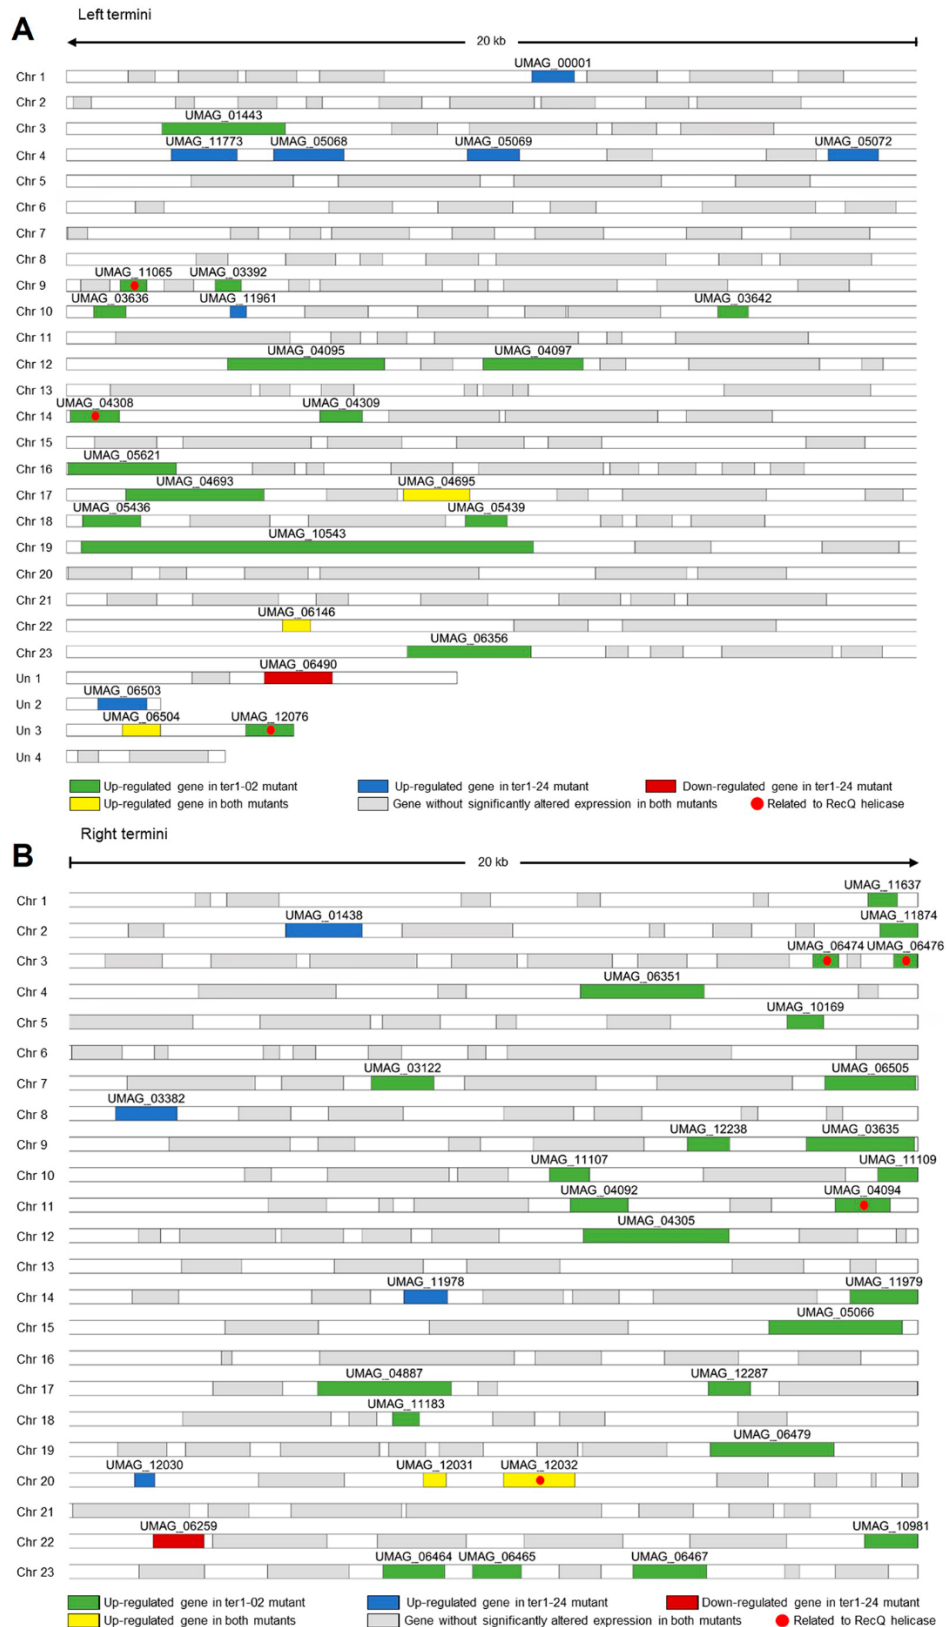 A
Left termini
20 kb
UMAG_00001
Chr 1
Chr 2
UMAG_01443
Chr 3
UMAG_11773 UMAG_05068 UMAG_05069 UMAG_05072
Chr 4
Chr 5
Chr 6
Chr 7
Chr 8
UMAG_11065 UMAG_03392
Chr 9
UMAG_03636 UMAG_11961 UMAG_03642
Chr 10
Chr 11
UMAG_04095 UMAG_04097
Chr 12
Chr 13
UMAG_04308 UMAG_04309
Chr 14
Chr 15
UMAG_05621
Chr 16
UMAG_04693 UMAG_04695
Chr 17
UMAG_05436 UMAG_05439
Chr 18
UMAG_10543
Chr 19
Chr 20
Chr 21
UMAG_06146
Chr 22
UMAG_06356
Chr 23
UMAG_06490
Un 1
UMAG_06503
Un 2
UMAG_06504 UMAG_12076
Un 3
Un 4
Up-regulated gene in ter1-02 mutant Up-regulated gene in ter1-24 mutant Down-regulated gene in ter1-24 mutant
Up-regulated gene in both mutants Gene without significantly altered expression in both mutants Related to RecQ helicase
B
Right termini
20 kb
UMAG_11637
Chr 1
UMAG_01438 UMAG_11874
Chr 2
UMAG_06474 UMAG_06476
Chr 3
UMAG_06351
Chr 4
UMAG_10169
Chr 5
Chr 6
UMAG_03122 UMAG_06505
Chr 7
UMAG_03382
Chr 8
UMAG_12238 UMAG_03635
Chr 9
UMAG_11107 UMAG_11109
Chr 10
UMAG_04092 UMAG_04094
Chr 11
UMAG_04305
Chr 12
Chr 13
UMAG_11978 UMAG_11979
Chr 14
UMAG_05066
Chr 15
Chr 16
UMAG_04887 UMAG_12287
Chr 17
UMAG_11183
Chr 18
UMAG_06479
Chr 19
UMAG_12030 UMAG_12031 UMAG_12032
Chr 20
Chr 21
UMAG_06259 UMAG_10981
Chr 22
UMAG_06464 UMAG_06465 UMAG_06467
Chr 23
Up-regulated gene in ter1-02 mutant Up-regulated gene in ter1-24 mutant Down-regulated gene in ter1-24 mutant
Up-regulated gene in both mutants Gene without significantly altered expression in both mutants Related to RecQ helicase